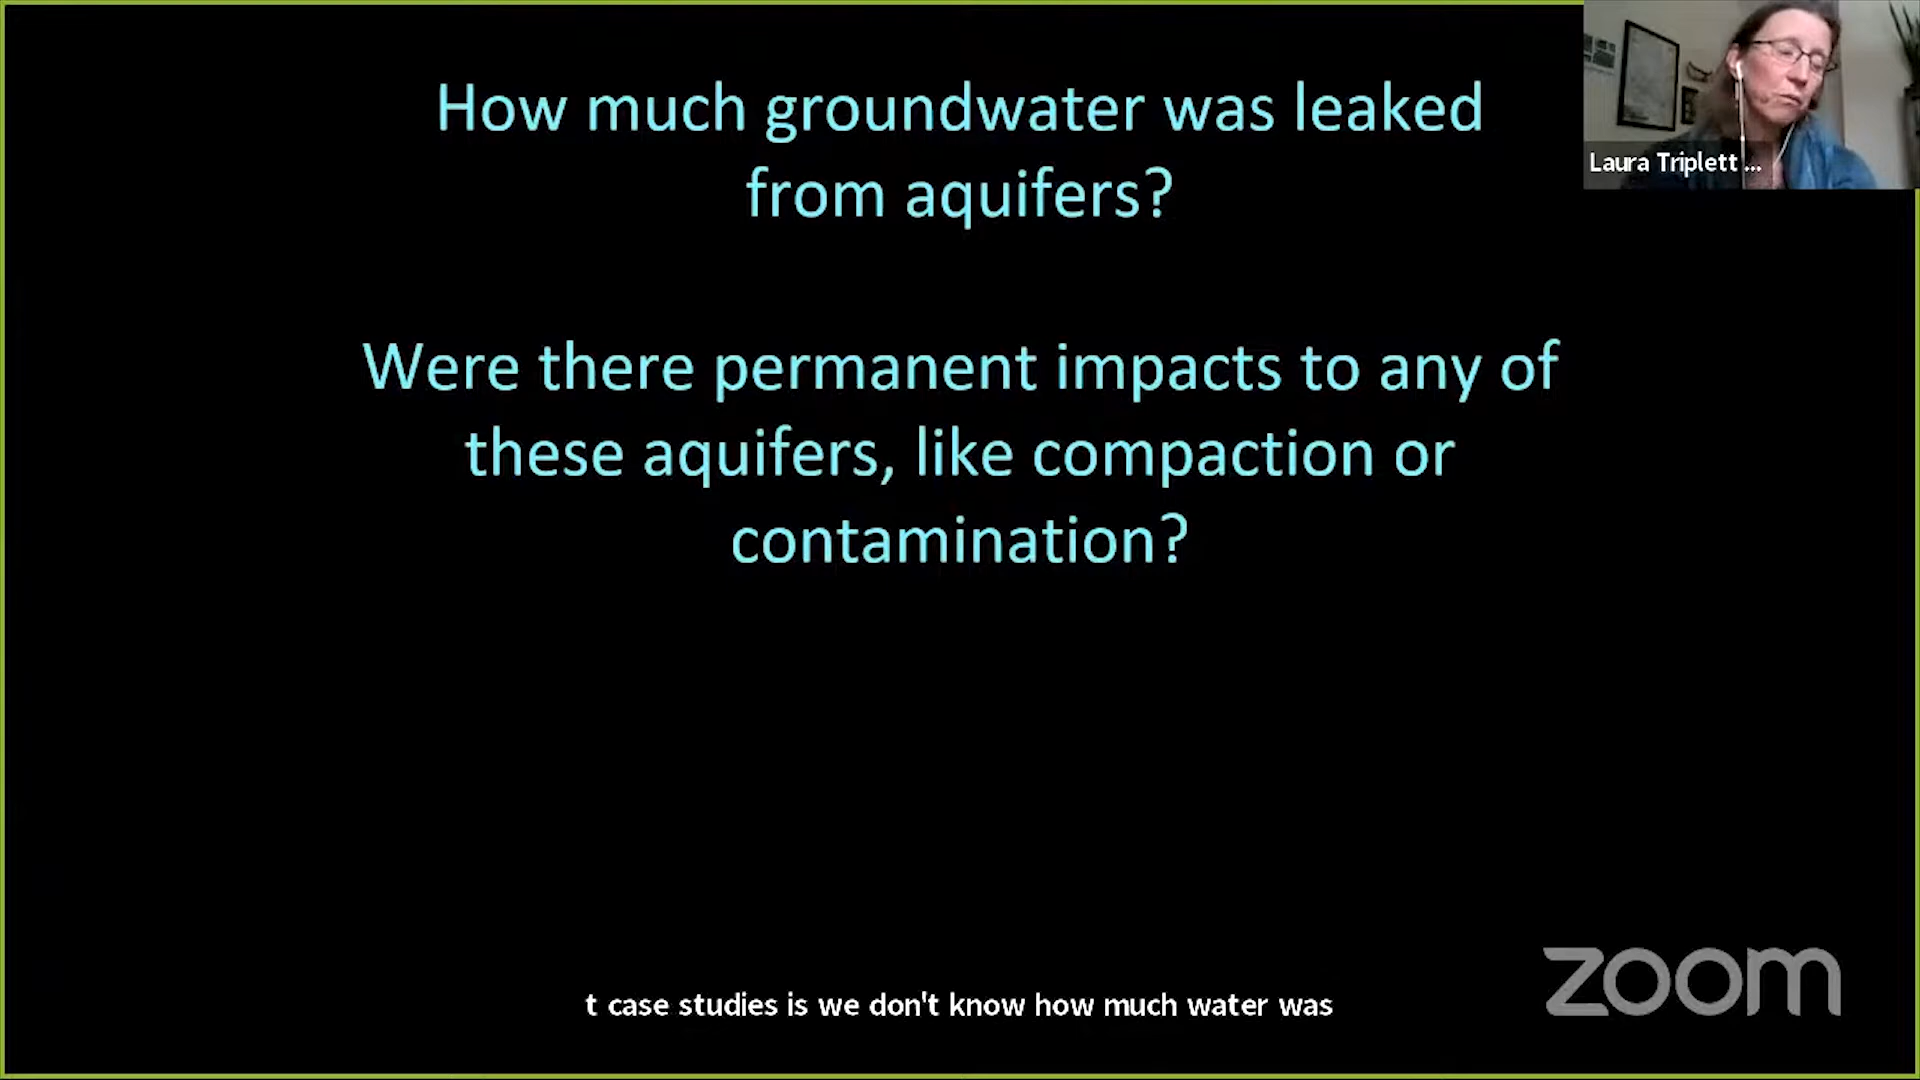 How much groundwater was leaked
from aquifers?
Were there permanent impacts to any of
these aquifers, like compaction or
contamination?
Laura Triplett ...
t case studies is we don't know how much water was
zoom